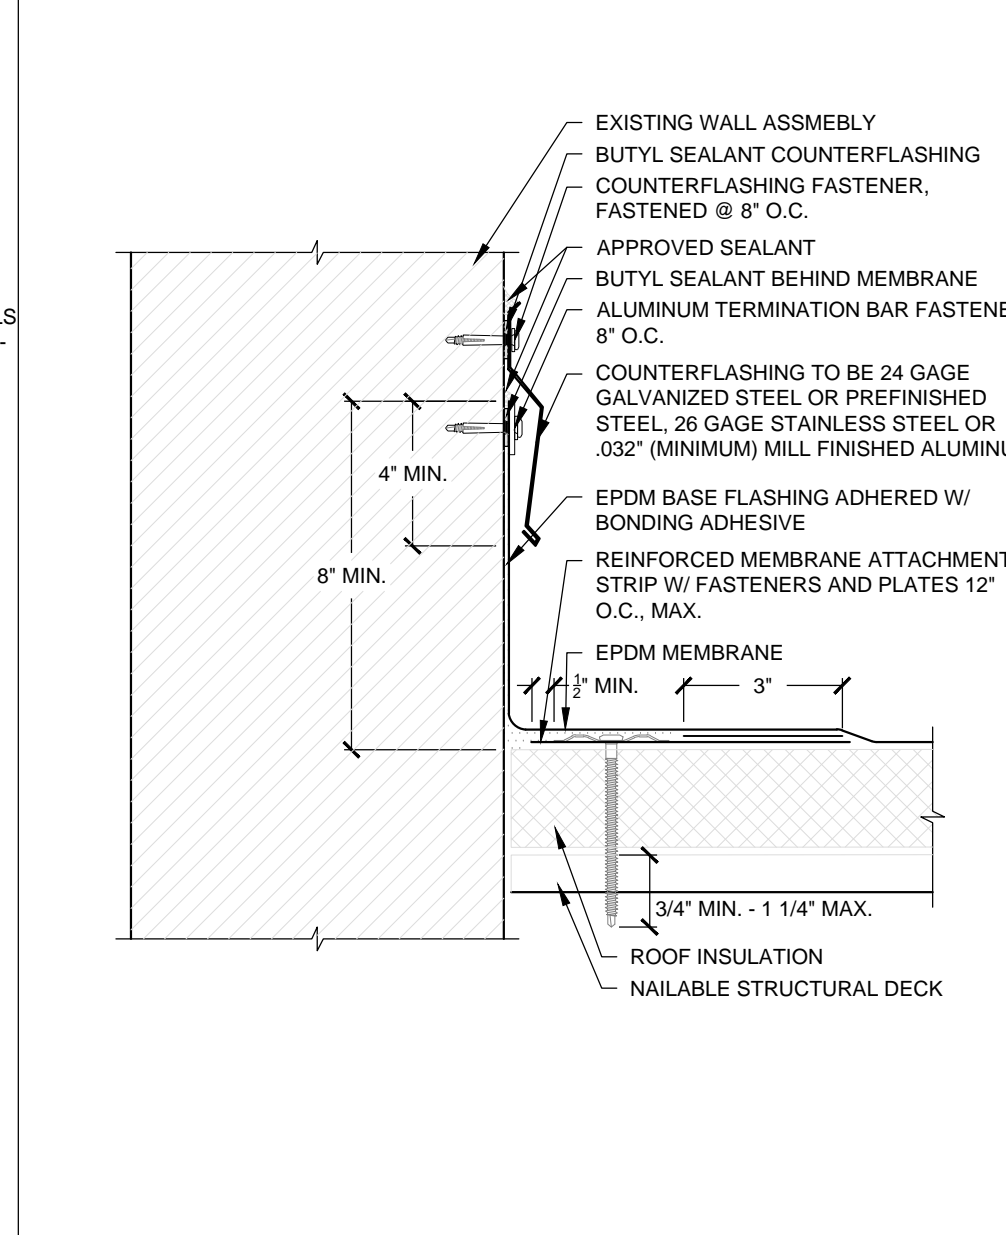 EXISTING WALL ASSMEBLY
BUTYL SEALANT COUNTERFLASHING
COUNTERFLASHING FASTENER,
FASTENED @ 8" O.C.
APPROVED SEALANT
BUTYL SEALANT BEHIND MEMBRANE
LS
-
ALUMINUM TERMINATION BAR FASTENE
8" O.C.
COUNTERFLASHING TO BE 24 GAGE
GALVANIZED STEEL OR PREFINISHED
STEEL, 26 GAGE STAINLESS STEEL OR
.032" (MINIMUM) MILL FINISHED ALUMINU
4" MIN.
EPDM BASE FLASHING ADHERED W/
BONDING ADHESIVE
8" MIN.
REINFORCED MEMBRANE ATTACHMENT
STRIP W/ FASTENERS AND PLATES 12"
O.C., MAX.
EPDM MEMBRANE
1/2" MIN.
3"
3/4" MIN. - 1 1/4" MAX.
ROOF INSULATION
NAILABLE STRUCTURAL DECK